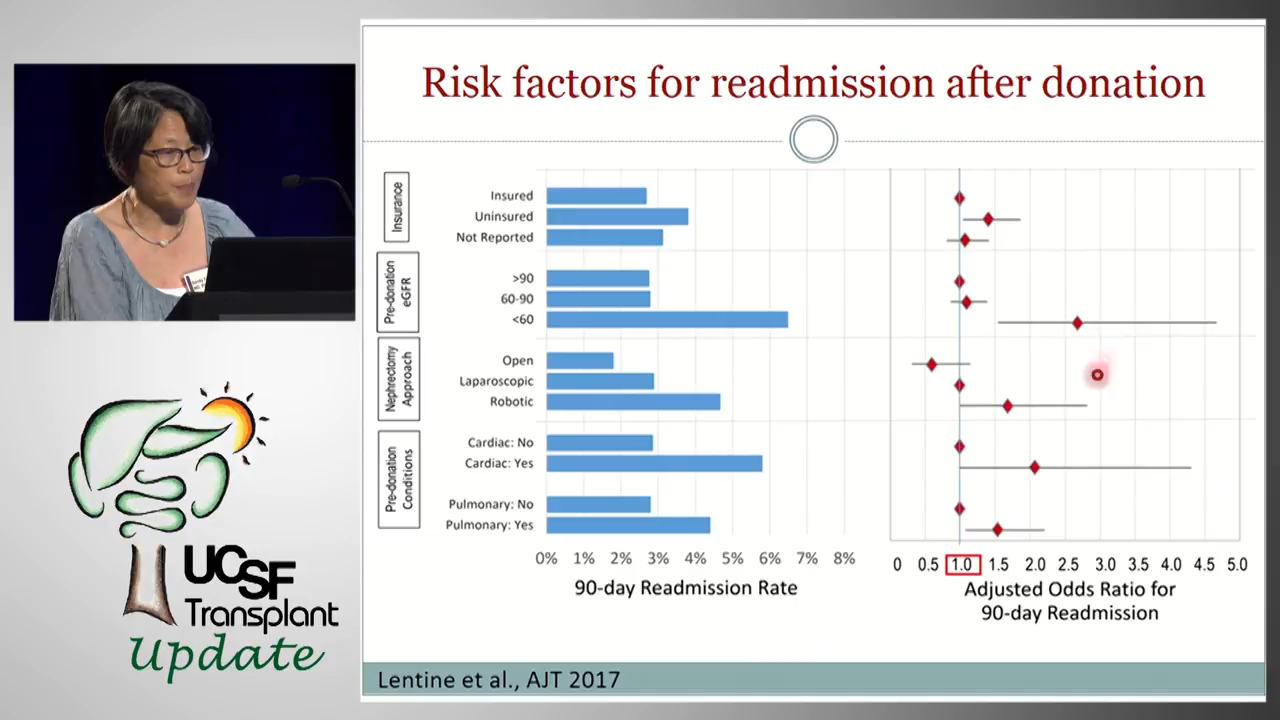 Risk factors for readmission after donation
Insurance
Insured
Uninsured
Not Reported
Pre-donation
eGFR
>90
60-90
<60
Nephrectomy
Approach
Open
Laparoscopic
Robotic
Pre-donation
Conditions
Cardiac: No
Cardiac: Yes
Pulmonary: No
Pulmonary: Yes
0% 1% 2% 3% 4% 5% 6% 7% 8%
90-day Readmission Rate
0 0.5 1.0 1.5 2.0 2.5 3.0 3.5 4.0 4.5 5.0
Adjusted Odds Ratio for
90-day Readmission
Lentine et al., AJT 2017
UCSF
Transplant
Update